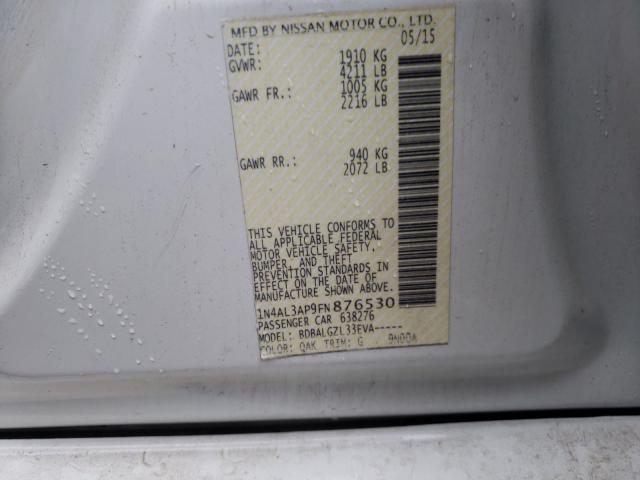 MFD BY NISSAN MOTOR CO., LTD.
DATE: 05/15
GVWR: 1910 KG
4211 LB
GAWR FR.: 1005 KG
2216 LB
GAWR RR.: 940 KG
2072 LB
THIS VEHICLE CONFORMS TO
ALL APPLICABLE FEDERAL
MOTOR VEHICLE SAFETY,
BUMPER, AND THEFT
PREVENTION STANDARDS IN
EFFECT ON THE DATE OF
MANUFACTURE SHOWN ABOVE.
1N4AL3AP9FN876530
PASSENGER CAR 638276
MODEL: BDBALGZL33EVA-----
COLOR: QAK TRIM: G